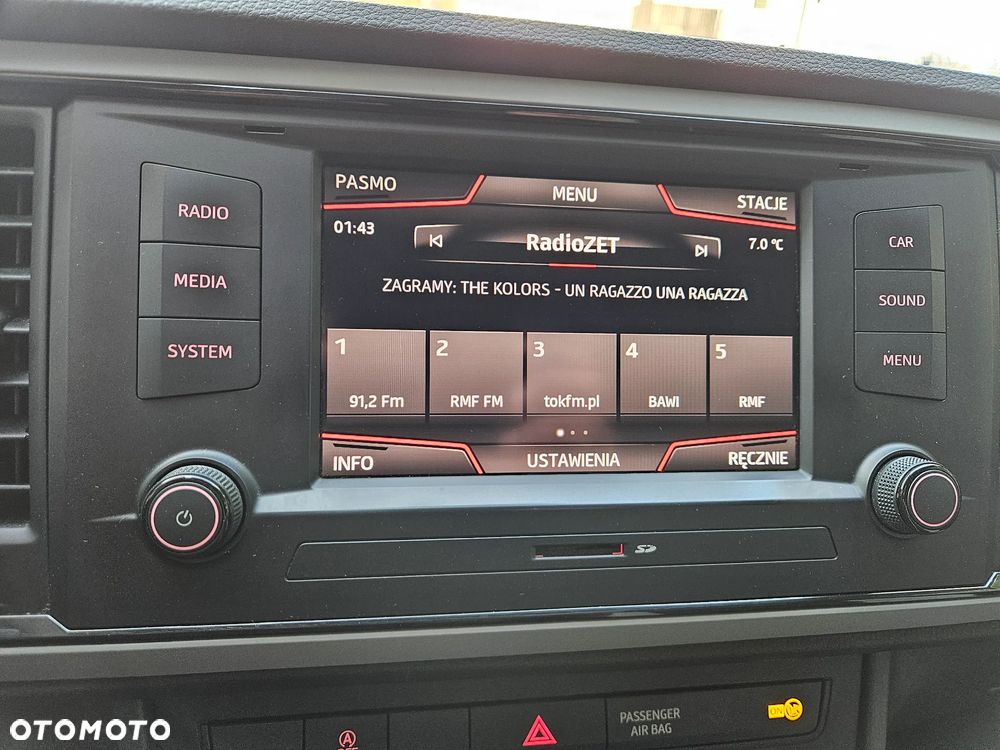 PASMO MENU STACJE
RADIO
01:43 RadioZET 7.0 °C
CAR
MEDIA
ZAGRAMY: THE KOLORS - UN RAGAZZO UNA RAGAZZA
SOUND
SYSTEM
1 2 3 4 5
MENU
91,2 Fm RMF FM tokfm.pl BAWI RMF
INFO USTAWIENIA RĘCZNIE
SD
PASSENGER
AIR BAG
ON
A
OFF
OTOMOTO